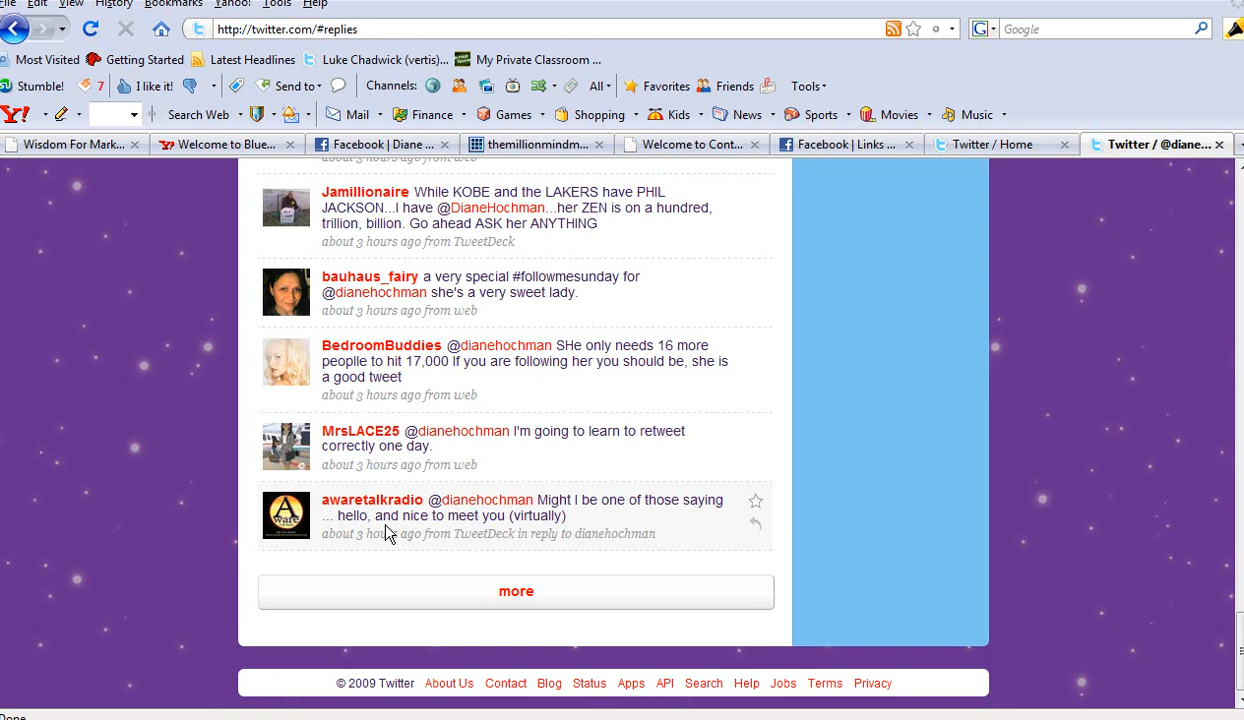 File Edit View History Bookmarks Yahoo! Tools Help
http://twitter.com/#replies
Google
Most Visited Getting Started Latest Headlines Luke Chadwick (vertis)... My Private Classroom ...
Stumble! 7 I like it! Send to Channels: All Favorites Friends Tools
Y! Search Web Mail Finance Games Shopping Kids News Sports Movies Music
Wisdom For Mark... Welcome to Blue... Facebook | Diane ... themillionmindm... Welcome to Cont... Facebook | Links ... Twitter / Home Twitter / @diane...
about 3 hours ago from web
Jamillionaire While KOBE and the LAKERS have PHIL
JACKSON...I have @DianeHochman...her ZEN is on a hundred,
trillion, billion. Go ahead ASK her ANYTHING
about 3 hours ago from TweetDeck
bauhaus_fairy a very special #followmesunday for
@dianehochman she's a very sweet lady.
about 3 hours ago from web
BedroomBuddies @dianehochman SHe only needs 16 more
peoplle to hit 17,000 If you are following her you should be, she is
a good tweet
about 3 hours ago from web
MrsLACE25 @dianehochman I'm going to learn to retweet
correctly one day.
about 3 hours ago from web
awaretalkradio @dianehochman Might I be one of those saying
... hello, and nice to meet you (virtually)
about 3 hours ago from TweetDeck in reply to dianehochman
more
© 2009 Twitter About Us Contact Blog Status Apps API Search Help Jobs Terms Privacy
Done